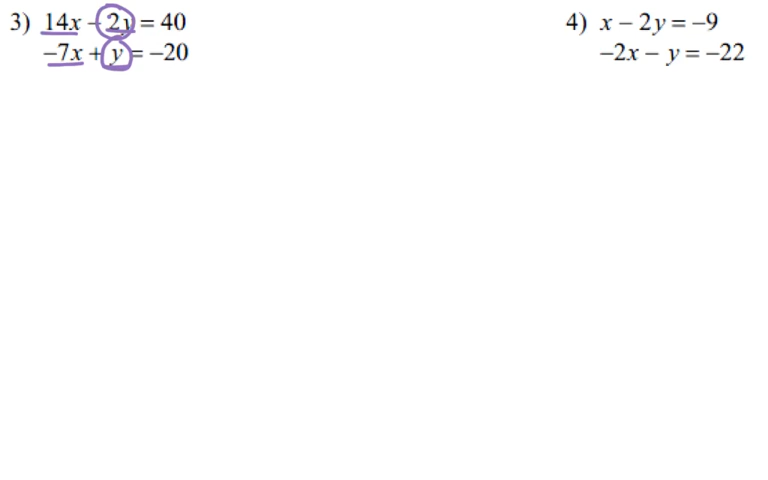 3) 14x − 2y = 40
−7x + y = −20
4) x − 2y = −9
−2x − y = −22